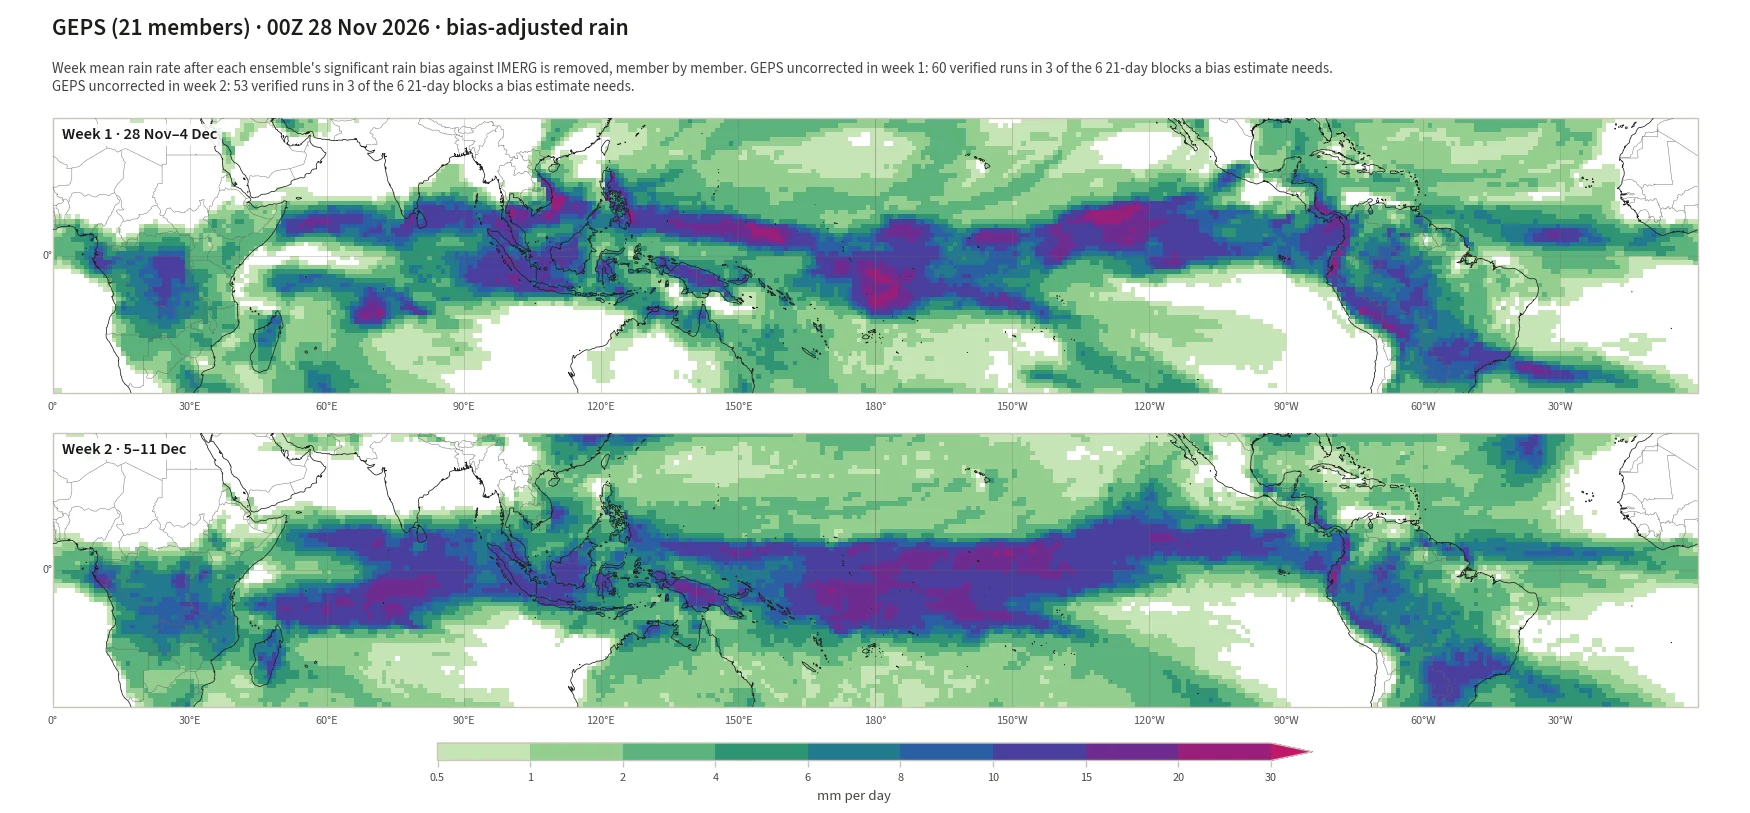 GEPS (21 members) · 00Z 28 Nov 2026 · bias-adjusted rain
Week mean rain rate after each ensemble's significant rain bias against IMERG is removed, member by member. GEPS uncorrected in week 1: 60 verified runs in 3 of the 6 21-day blocks a bias estimate needs.
GEPS uncorrected in week 2: 53 verified runs in 3 of the 6 21-day blocks a bias estimate needs.
Week 1 · 28 Nov–4 Dec
0°
0° 30°E 60°E 90°E 120°E 150°E 180° 150°W 120°W 90°W 60°W 30°W
Week 2 · 5–11 Dec
0°
0° 30°E 60°E 90°E 120°E 150°E 180° 150°W 120°W 90°W 60°W 30°W
0.5 1 2 4 6 8 10 15 20 30
mm per day